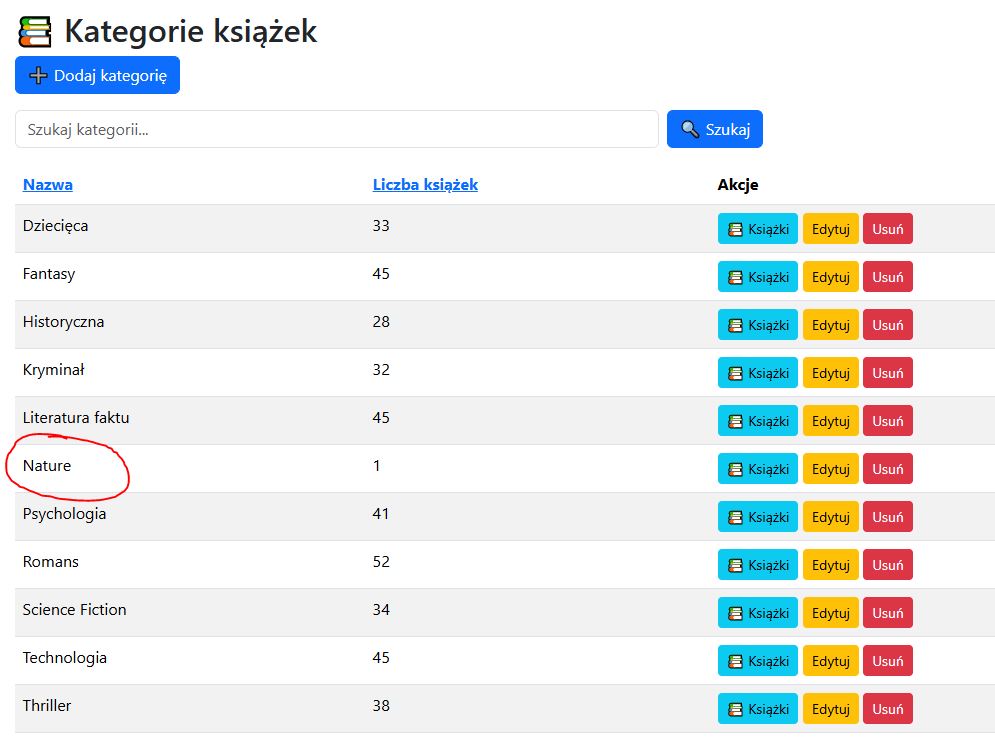 Kategorie książek
Dodaj kategorię
Szukaj kategorii... Szukaj
Nazwa Liczba książek Akcje
Dziecięca 33 Książki Edytuj Usuń
Fantasy 45 Książki Edytuj Usuń
Historyczna 28 Książki Edytuj Usuń
Kryminał 32 Książki Edytuj Usuń
Literatura faktu 45 Książki Edytuj Usuń
Nature 1 Książki Edytuj Usuń
Psychologia 41 Książki Edytuj Usuń
Romans 52 Książki Edytuj Usuń
Science Fiction 34 Książki Edytuj Usuń
Technologia 45 Książki Edytuj Usuń
Thriller 38 Książki Edytuj Usuń